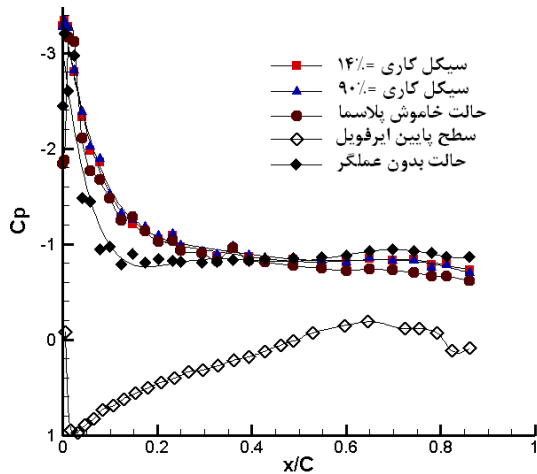 -3
-2
-1
0
1
Cp
سیکل کاری =۱۴٪
سیکل کاری =۹۰٪
حالت خاموش پلاسما
سطح پایین ایرفویل
حالت بدون عملگر
0 0.2 0.4 0.6 0.8 1
x/C